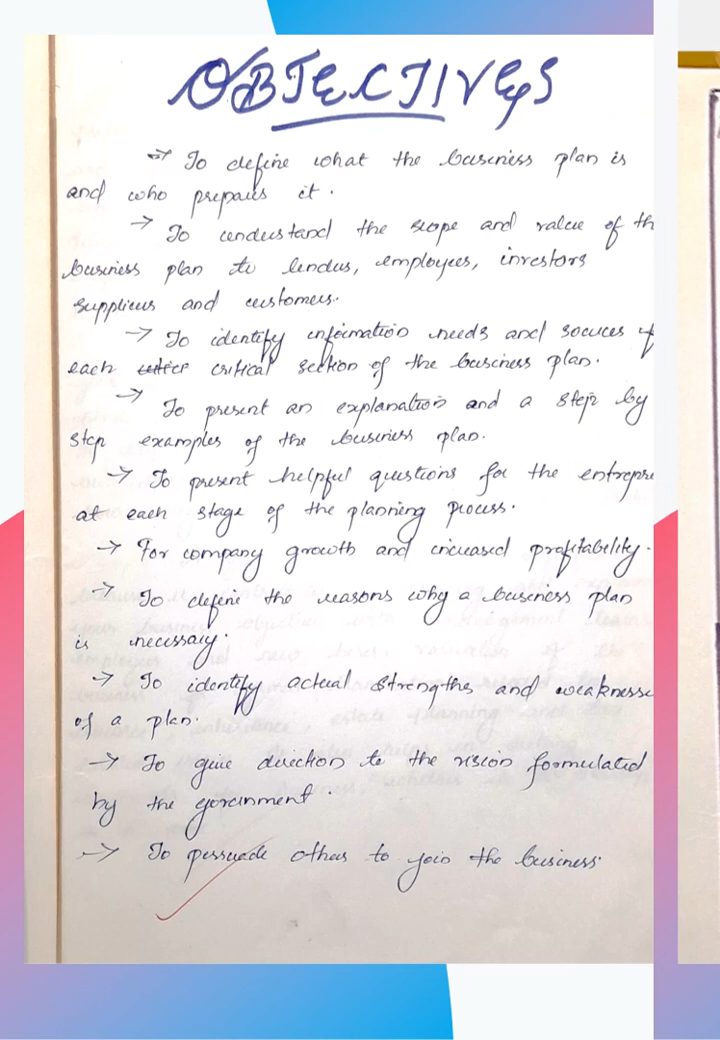 OBJECTIVES
→ To define what the business plan is
and who prepares it.
→ To understand the scope and value of th
business plan to lenders, employees, investors
suppliers and customers.
→ To identify information needs and sources of
each critical section of the business plan.
→ To present an explanation and a step by
step examples of the business plan.
→ To present helpful questions for the entrepre
at each stage of the planning process.
→ For company growth and increased profitability.
→ To define the reasons why a business plan
is necessary.
→ To identify actual strengths and weaknesse
of a plan.
→ To give direction to the vision formulated
by the government.
→ To persuade others to join the business.